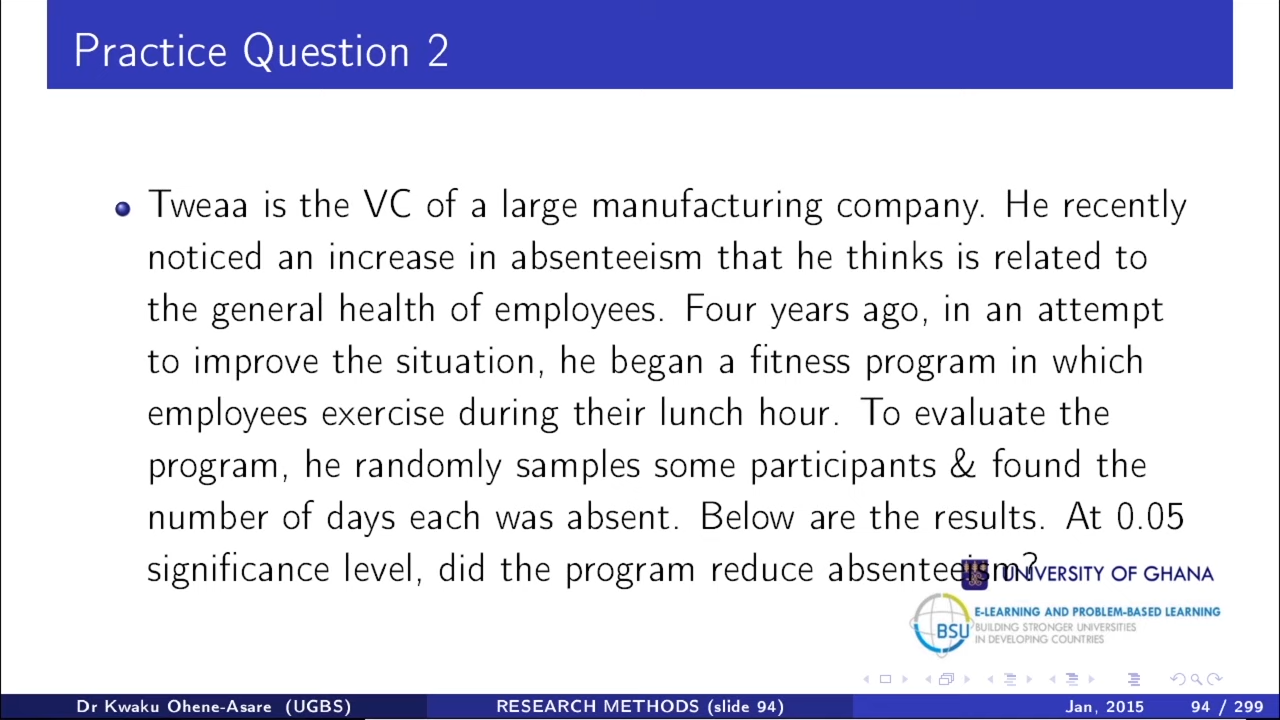 Practice Question 2
Tweaa is the VC of a large manufacturing company. He recently
noticed an increase in absenteeism that he thinks is related to
the general health of employees. Four years ago, in an attempt
to improve the situation, he began a fitness program in which
employees exercise during their lunch hour. To evaluate the
program, he randomly samples some participants & found the
number of days each was absent. Below are the results. At 0.05
significance level, did the program reduce absenteeism?
UNIVERSITY OF GHANA
E-LEARNING AND PROBLEM-BASED LEARNING
BSU BUILDING STRONGER UNIVERSITIES
IN DEVELOPING COUNTRIES
Dr Kwaku Ohene-Asare (UGBS) RESEARCH METHODS (slide 94) Jan, 2015 94 / 299